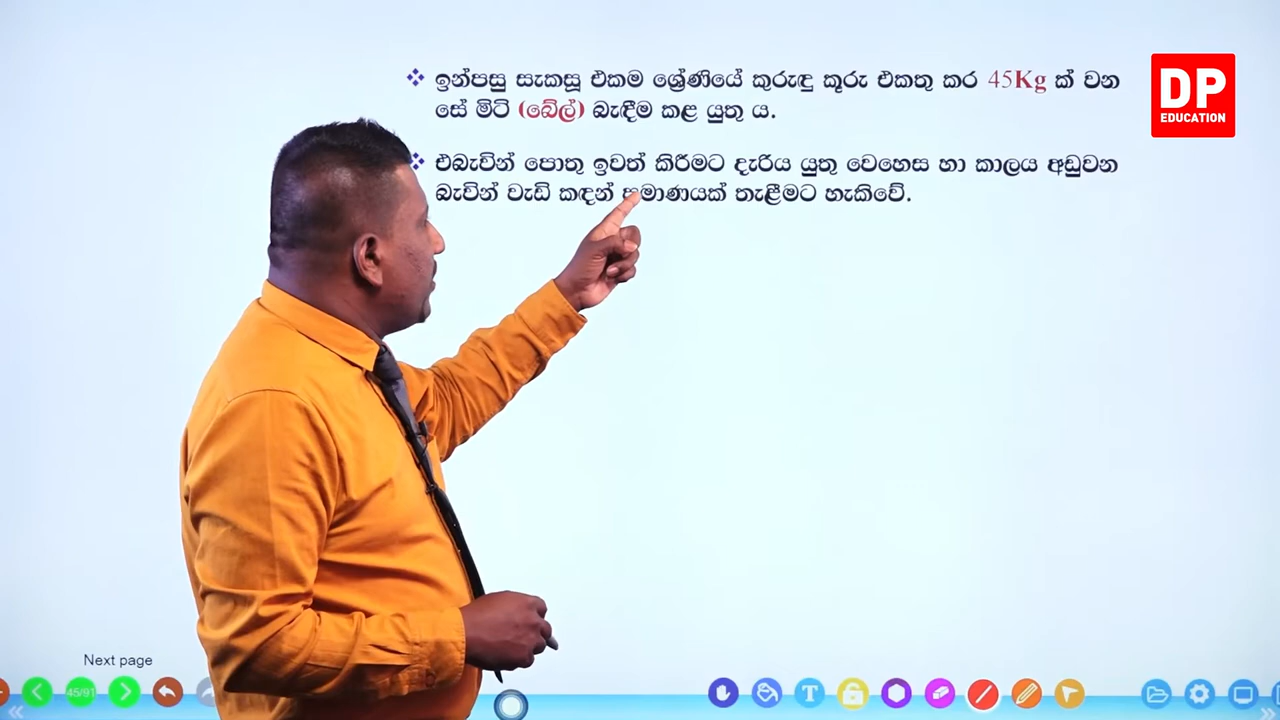 ඉන්පසු සැකසූ එකම ශ්‍රේණියේ කුරුඳු කූරු එකතු කර 45Kg ක් වන
සේ මිටි (බේල්) බැඳීම කළ යුතු ය.
එබැවින් පොතු ඉවත් කිරීමට දැරිය යුතු වෙහෙස හා කාලය අඩුවන
බැවින් වැඩි කඳන් ප්‍රමාණයක් තැළීමට හැකිවේ.
DP
EDUCATION
Next page
45/91
T